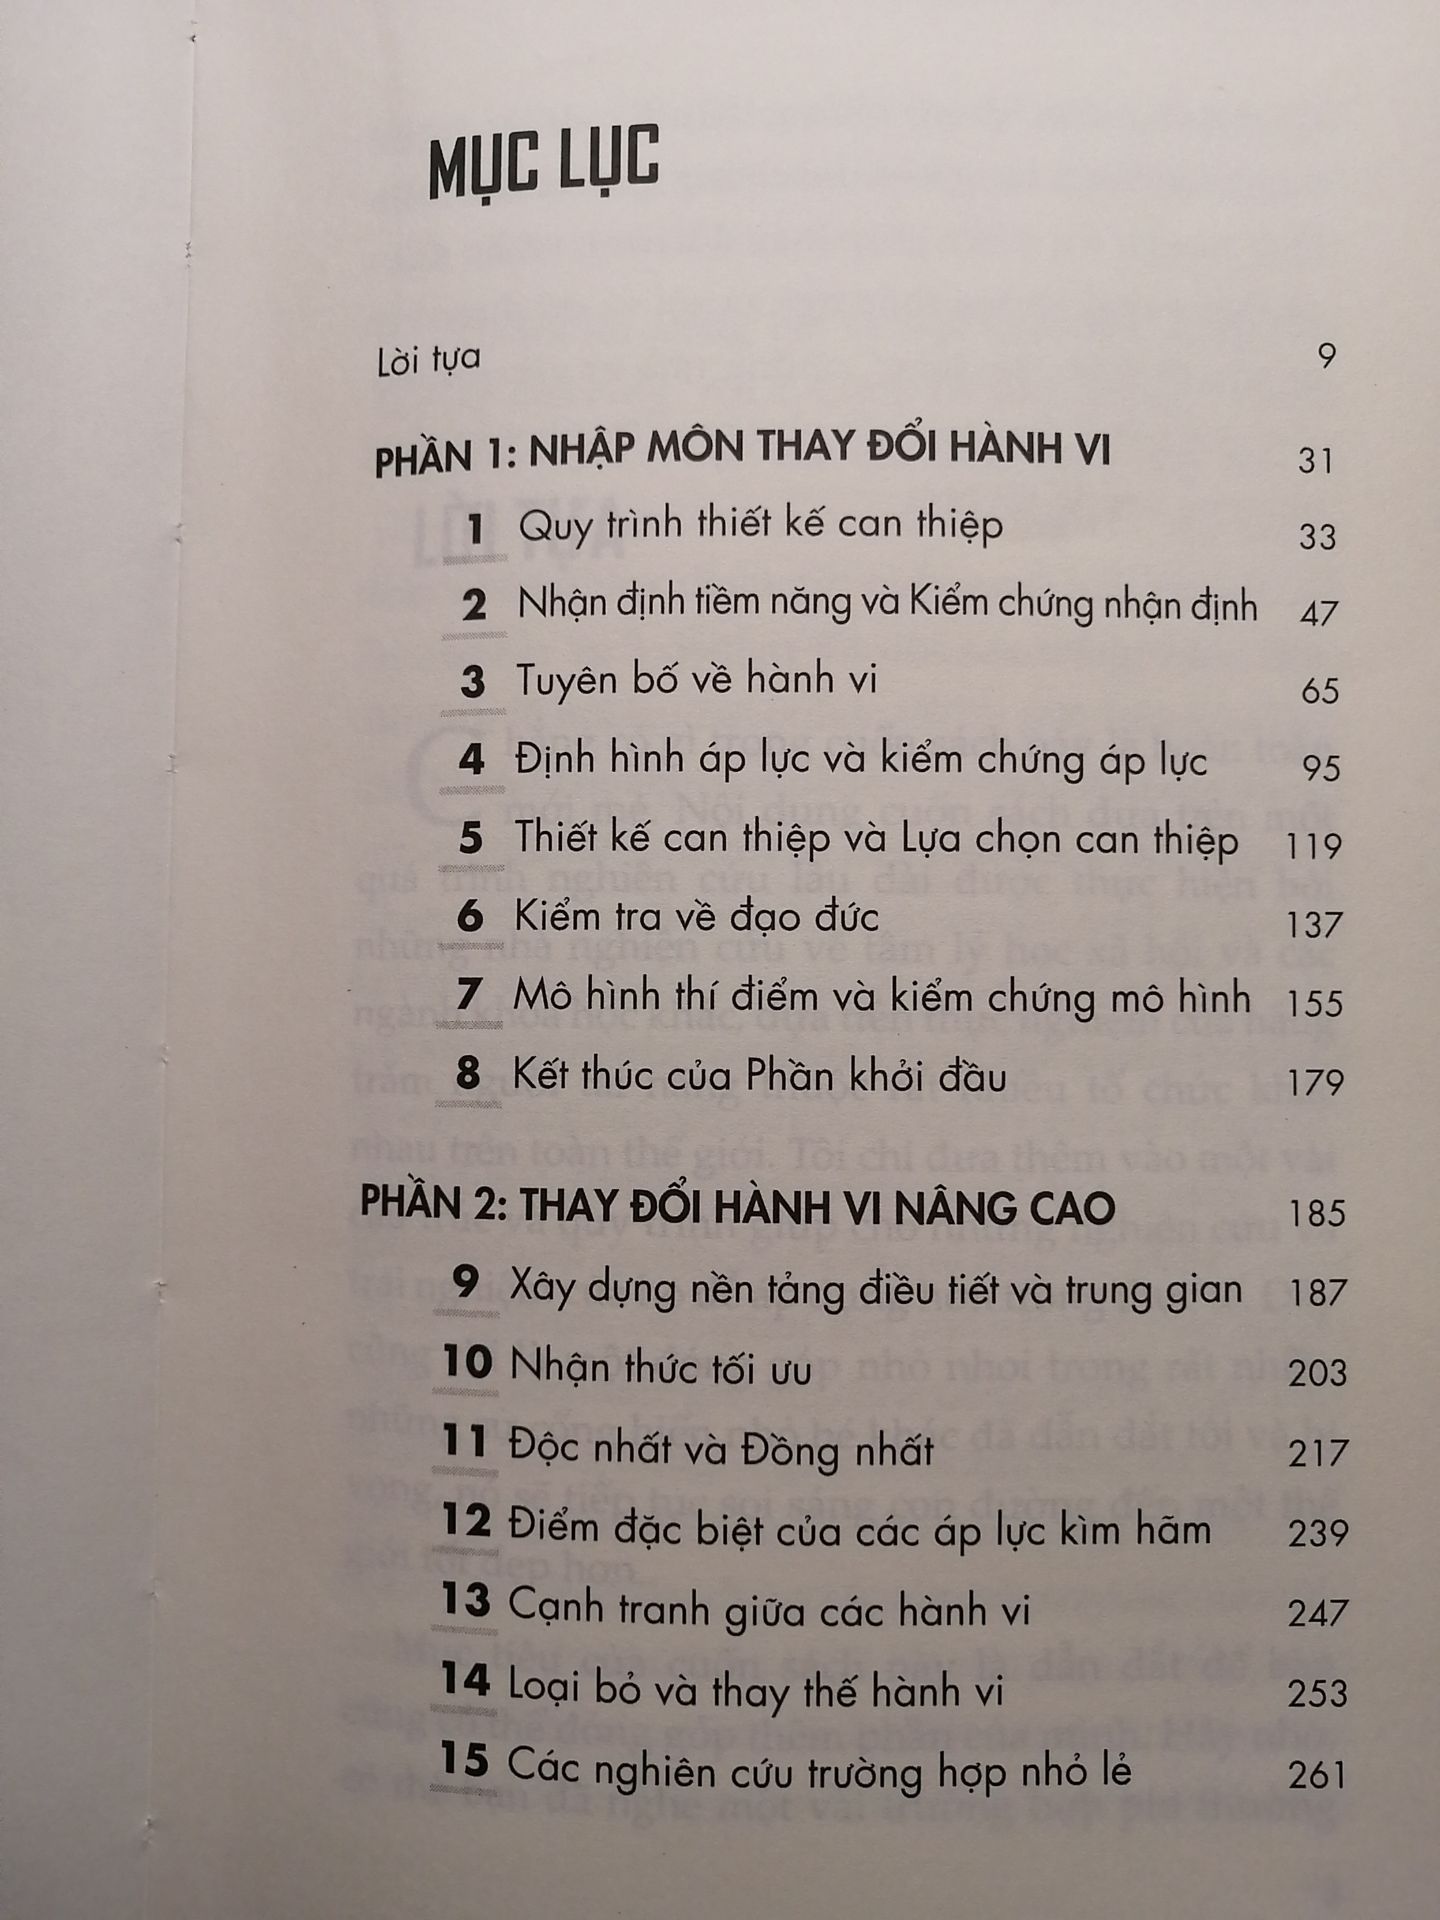 MỤC LỤC
Lời tựa 9
PHẦN 1: NHẬP MÔN THAY ĐỔI HÀNH VI 31
1 Quy trình thiết kế can thiệp 33
2 Nhận định tiềm năng và Kiểm chứng nhận định 47
3 Tuyên bố về hành vi 65
4 Định hình áp lực và kiểm chứng áp lực 95
5 Thiết kế can thiệp và Lựa chọn can thiệp 119
6 Kiểm tra về đạo đức 137
7 Mô hình thí điểm và kiểm chứng mô hình 155
8 Kết thúc của Phần khởi đầu 179
PHẦN 2: THAY ĐỔI HÀNH VI NÂNG CAO 185
9 Xây dựng nền tảng điều tiết và trung gian 187
10 Nhận thức tối ưu 203
11 Độc nhất và Đồng nhất 217
12 Điểm đặc biệt của các áp lực kìm hãm 239
13 Cạnh tranh giữa các hành vi 247
14 Loại bỏ và thay thế hành vi 253
15 Các nghiên cứu trường hợp nhỏ lẻ 261